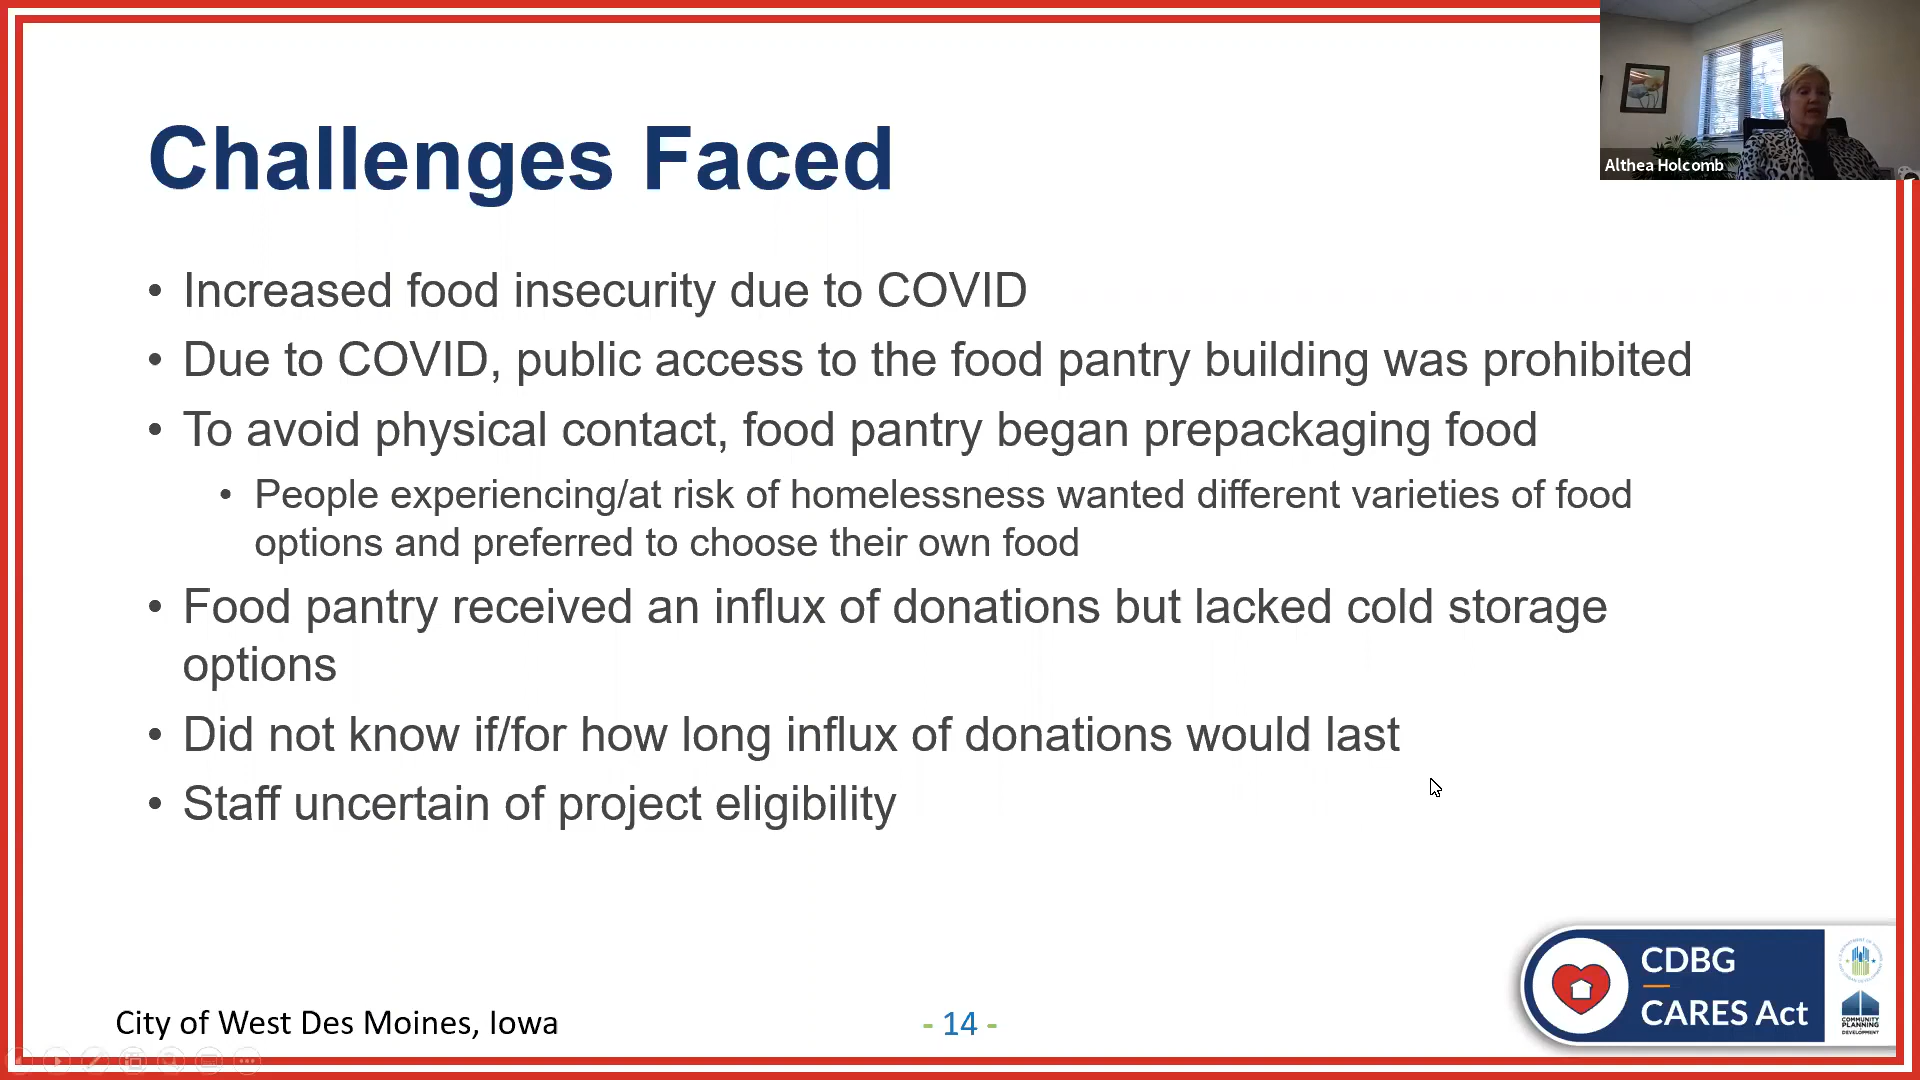 Althea Holcomb
Challenges Faced
• Increased food insecurity due to COVID
• Due to COVID, public access to the food pantry building was prohibited
• To avoid physical contact, food pantry began prepackaging food
• People experiencing/at risk of homelessness wanted different varieties of food
options and preferred to choose their own food
• Food pantry received an influx of donations but lacked cold storage
options
• Did not know if/for how long influx of donations would last
• Staff uncertain of project eligibility
City of West Des Moines, Iowa
- 14 -
CDBG
CARES Act
COMMUNITY
PLANNING
DEVELOPMENT